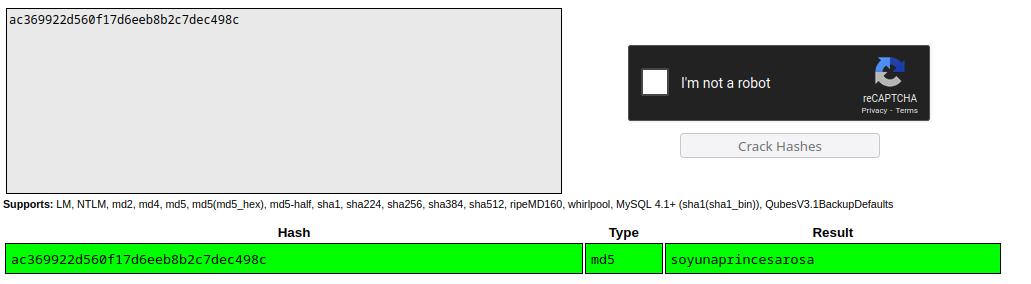 ac369922d560f17d6eeb8b2c7dec498c
I'm not a robot
reCAPTCHA
Privacy - Terms
Crack Hashes
Supports: LM, NTLM, md2, md4, md5, md5(md5_hex), md5-half, sha1, sha224, sha256, sha384, sha512, ripeMD160, whirlpool, MySQL 4.1+ (sha1(sha1_bin)), QubesV3.1BackupDefaults
Hash Type Result
ac369922d560f17d6eeb8b2c7dec498c md5 soyunaprincesarosa